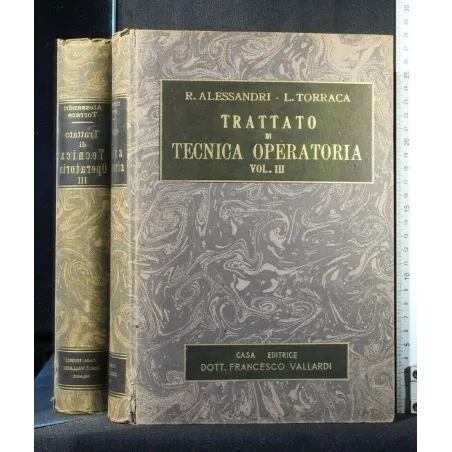 R. ALESSANDRI - L. TORRACA
TRATTATO
DI
TECNICA OPERATORIA
VOL. III
CASA EDITRICE
DOTT. FRANCESCO VALLARDI
Alessandri
Torraca
Trattato
di
Tecnica
Operatoria
III